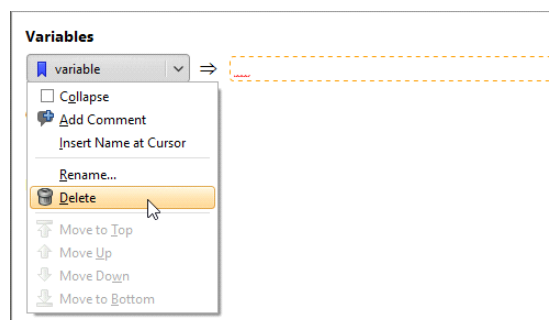 Variables
variable ⇒
Collapse
Add Comment
Insert Name at Cursor
Rename...
Delete
Move to Top
Move Up
Move Down
Move to Bottom